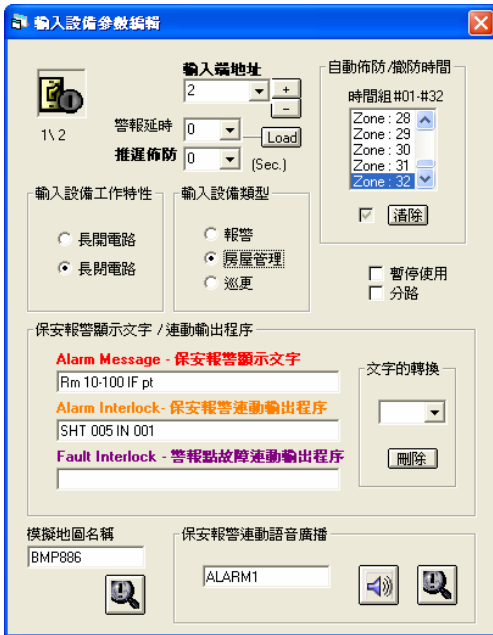 輸入設備參數編輯
輸入端地址
2
+
-
1\ 2
警報延時
0
Load
推遲佈防
0
(Sec.)
自動佈防/撤防時間
時間組#01-#32
Zone : 28
Zone : 29
Zone : 30
Zone : 31
Zone : 32
清除
輸入設備工作特性
長開電路
長閉電路
輸入設備類型
報警
房屋管理
巡更
暫停使用
分路
保安報警顯示文字 / 連動輸出程序
Alarm Message - 保安報警顯示文字
Rm 10-100 IF pt
Alarm Interlock- 保安報警連動輸出程序
SHT 005 IN 001
Fault Interlock - 警報點故障連動輸出程序
文字的轉換
刪除
模擬地圖名稱
BMP886
保安報警連動語音廣播
ALARM1